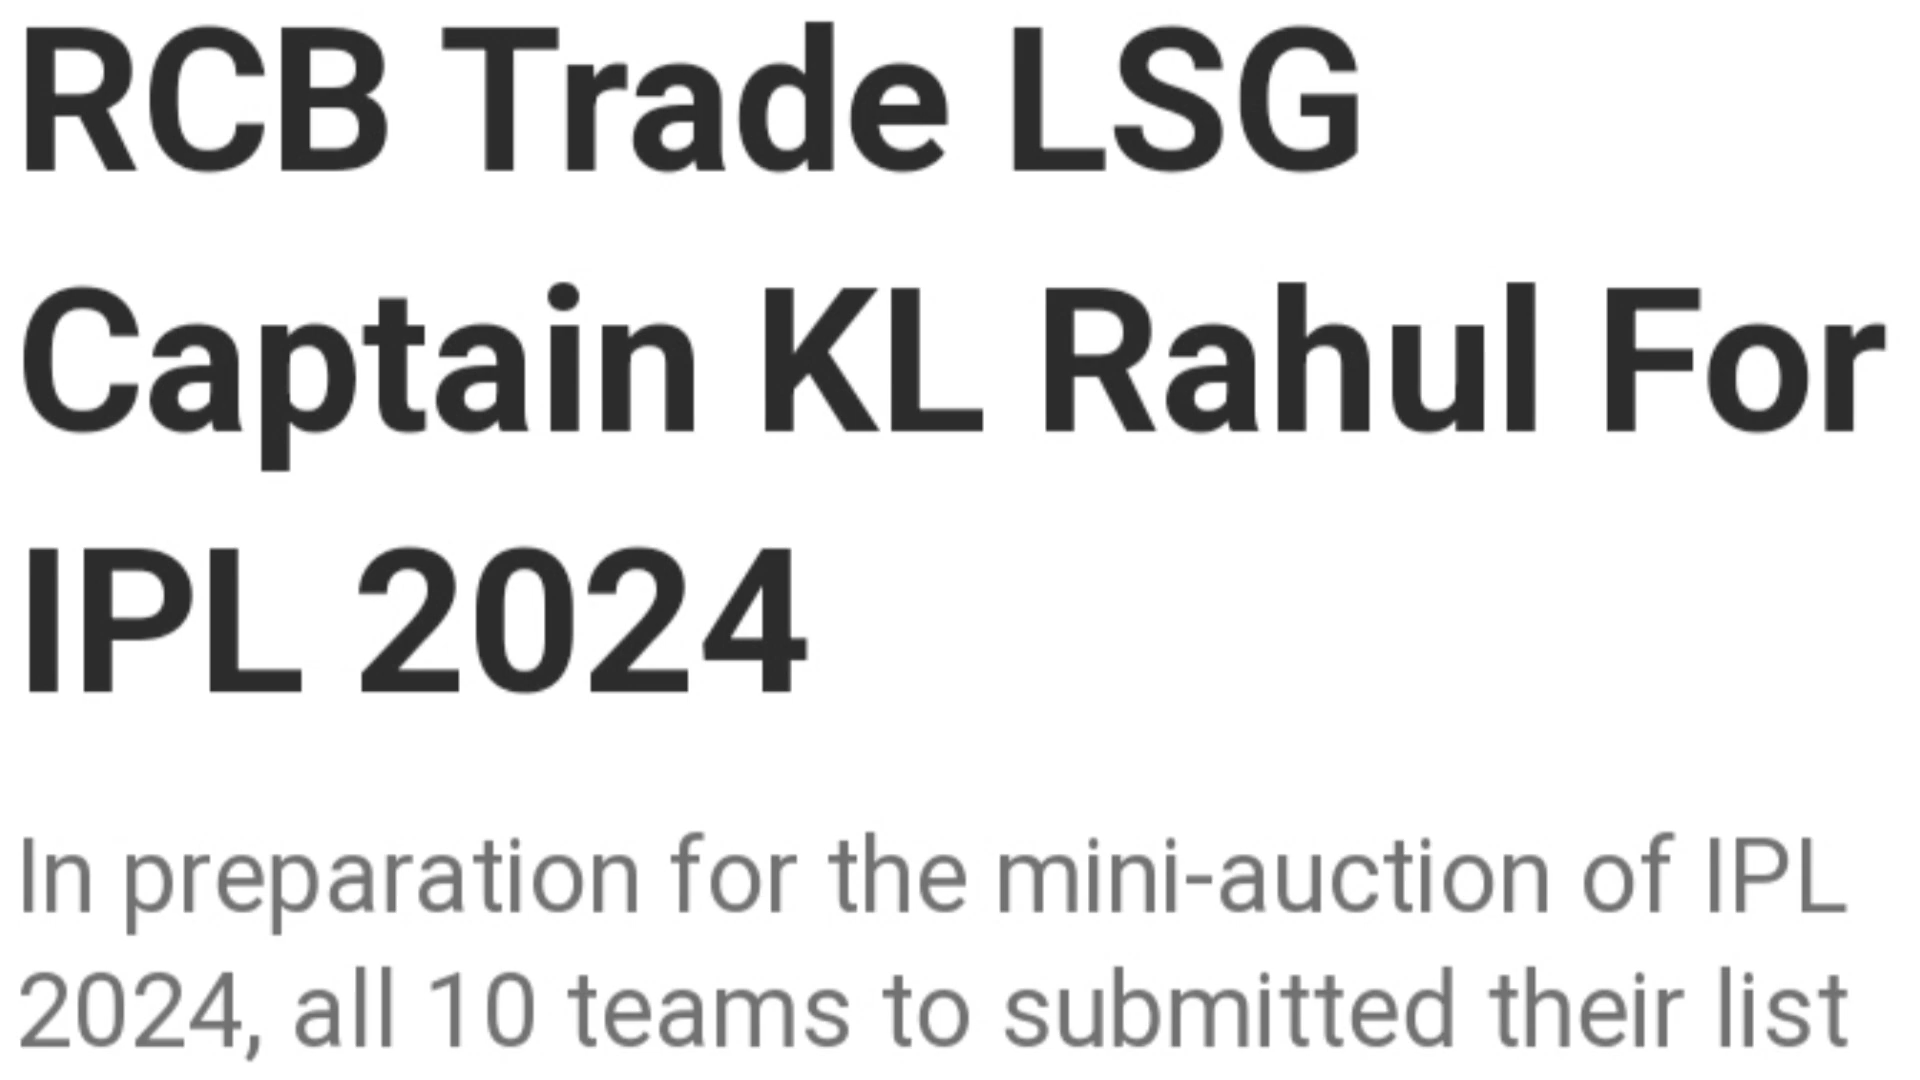 RCB Trade LSG
Captain KL Rahul For
IPL 2024
In preparation for the mini-auction of IPL
2024, all 10 teams to submitted their list